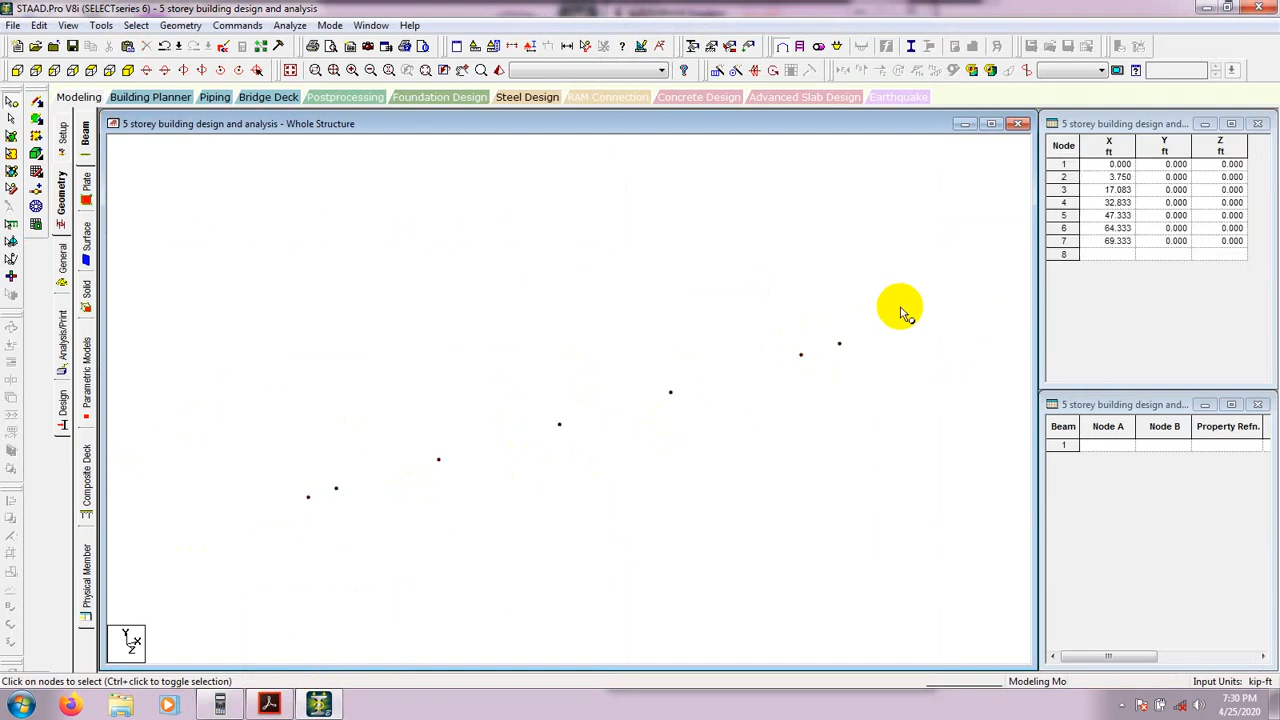 STAAD.Pro V8i (SELECTseries 6) - 5 storey building design and analysis
File Edit View Tools Select Geometry Commands Analyze Mode Window Help
Modeling Building Planner Piping Bridge Deck Postprocessing Foundation Design Steel Design RAM Connection Concrete Design Advanced Slab Design Earthquake
Setup
Geometry
General
Analysis/Print
Design
Beam
Plate
Surface
Solid
Parametric Models
Composite Deck
Physical Member
5 storey building design and analysis - Whole Structure
Y
X
Z
5 storey building design and...
Node X ft Y ft Z ft
1 0.000 0.000 0.000
2 3.750 0.000 0.000
3 17.083 0.000 0.000
4 32.833 0.000 0.000
5 47.333 0.000 0.000
6 64.333 0.000 0.000
7 69.333 0.000 0.000
8
5 storey building design and...
Beam Node A Node B Property Refn.
1
Click on nodes to select (Ctrl+click to toggle selection)
Modeling Mo
Input Units: kip-ft
7:30 PM
4/25/2020